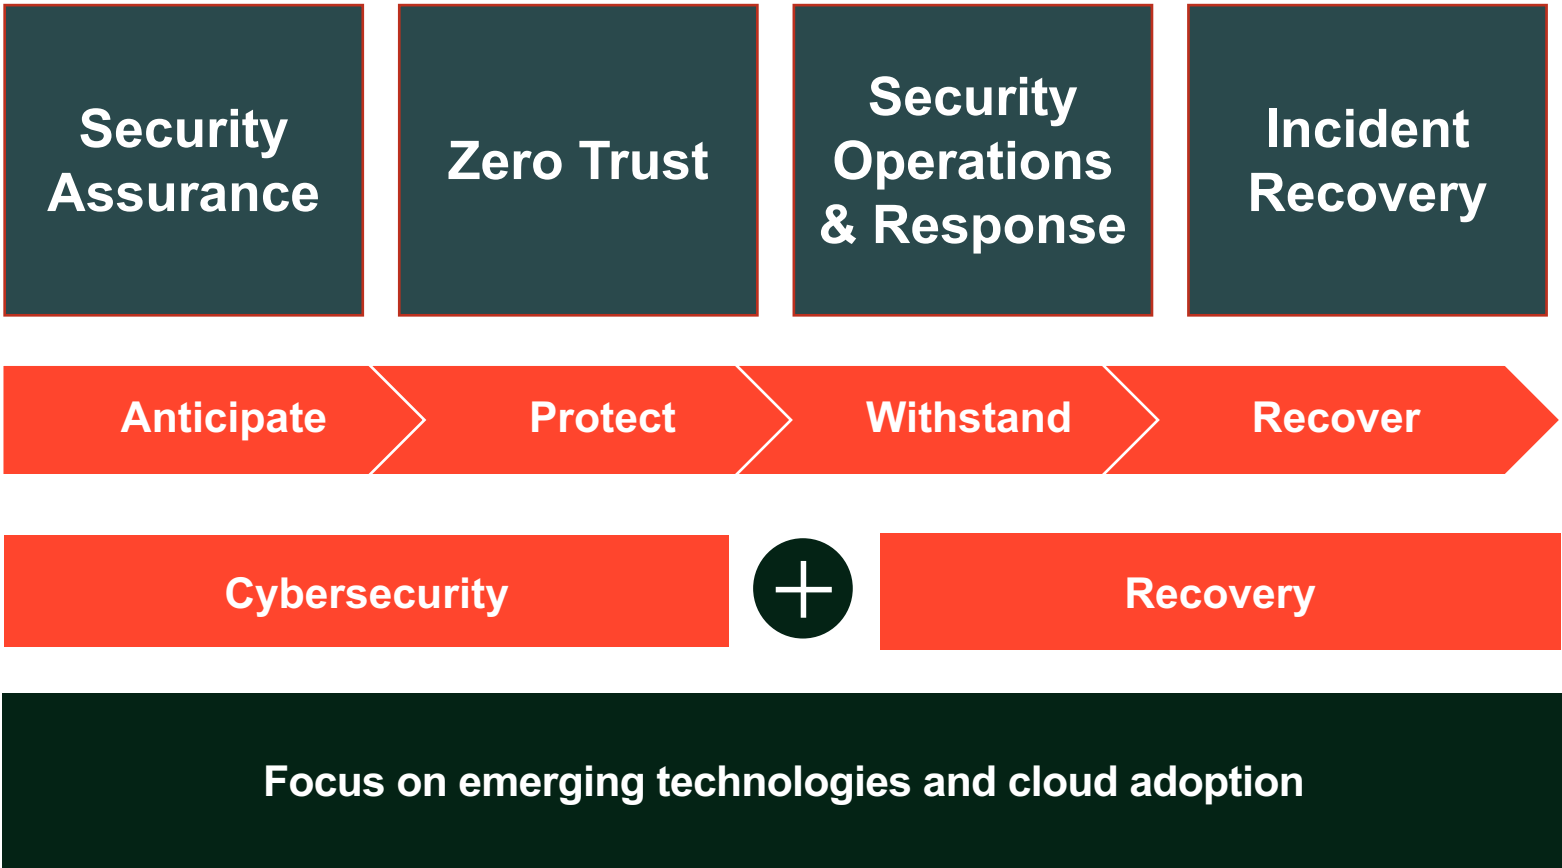 Security
Assurance
Zero Trust
Security
Operations
& Response
Incident
Recovery
Anticipate
Protect
Withstand
Recover
Cybersecurity
Recovery
Focus on emerging technologies and cloud adoption